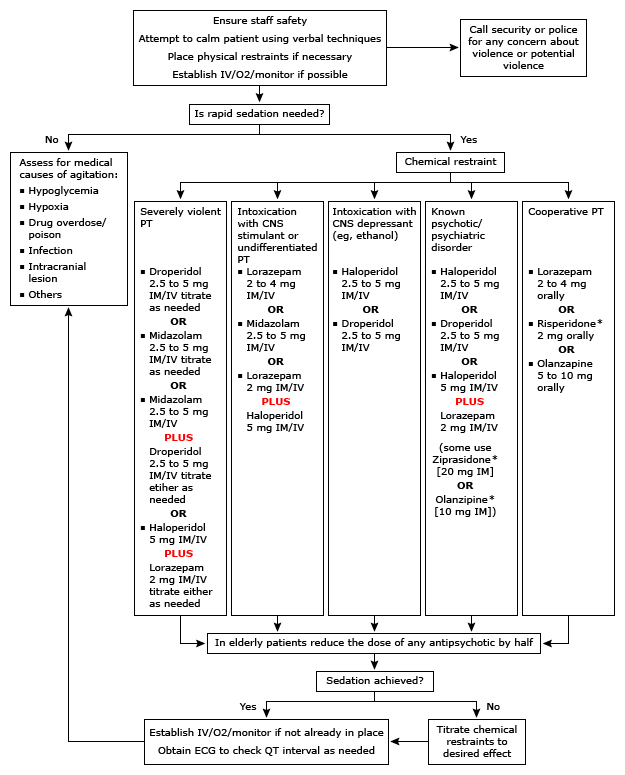 Ensure staff safety
Attempt to calm patient using verbal techniques
Place physical restraints if necessary
Establish IV/O2/monitor if possible
Call security or police
for any concern about
violence or potential
violence
Is rapid sedation needed?
No
Yes
Assess for medical
causes of agitation:
▪ Hypoglycemia
▪ Hypoxia
▪ Drug overdose/
poison
▪ Infection
▪ Intracranial
lesion
▪ Others
Chemical restraint
Severely violent
PT
▪ Droperidol
2.5 to 5 mg
IM/IV titrate
as needed
OR
▪ Midazolam
2.5 to 5 mg
IM/IV titrate
as needed
OR
▪ Midazolam
2.5 to 5 mg
IM/IV
PLUS
Droperidol
2.5 to 5 mg
IM/IV titrate
etiher as
needed
OR
▪ Haloperidol
5 mg IM/IV
PLUS
Lorazepam
2 mg IM/IV
titrate either
as needed
Intoxication
with CNS
stimulant or
undifferentiated
PT
▪ Lorazepam
2 to 4 mg
IM/IV
OR
▪ Midazolam
2.5 to 5 mg
IM/IV
OR
▪ Lorazepam
2 mg IM/IV
PLUS
Haloperidol
5 mg IM/IV
Intoxication with
CNS depressant
(eg, ethanol)
▪ Haloperidol
2.5 to 5 mg
IM/IV
OR
▪ Droperidol
2.5 to 5 mg
IM/IV
Known
psychotic/
psychiatric
disorder
▪ Haloperidol
2.5 to 5 mg
IM/IV
OR
▪ Droperidol
2.5 to 5 mg
IM/IV
OR
▪ Haloperidol
5 mg IM/IV
PLUS
Lorazepam
2 mg IM/IV
(some use
Ziprasidone*
[20 mg IM]
OR
Olanzipine*
[10 mg IM])
Cooperative PT
▪ Lorazepam
2 to 4 mg
orally
OR
▪ Risperidone*
2 mg orally
OR
▪ Olanzapine
5 to 10 mg
orally
In elderly patients reduce the dose of any antipsychotic by half
Sedation achieved?
Yes
No
Establish IV/O2/monitor if not already in place
Obtain ECG to check QT interval as needed
Titrate chemical
restraints to
desired effect